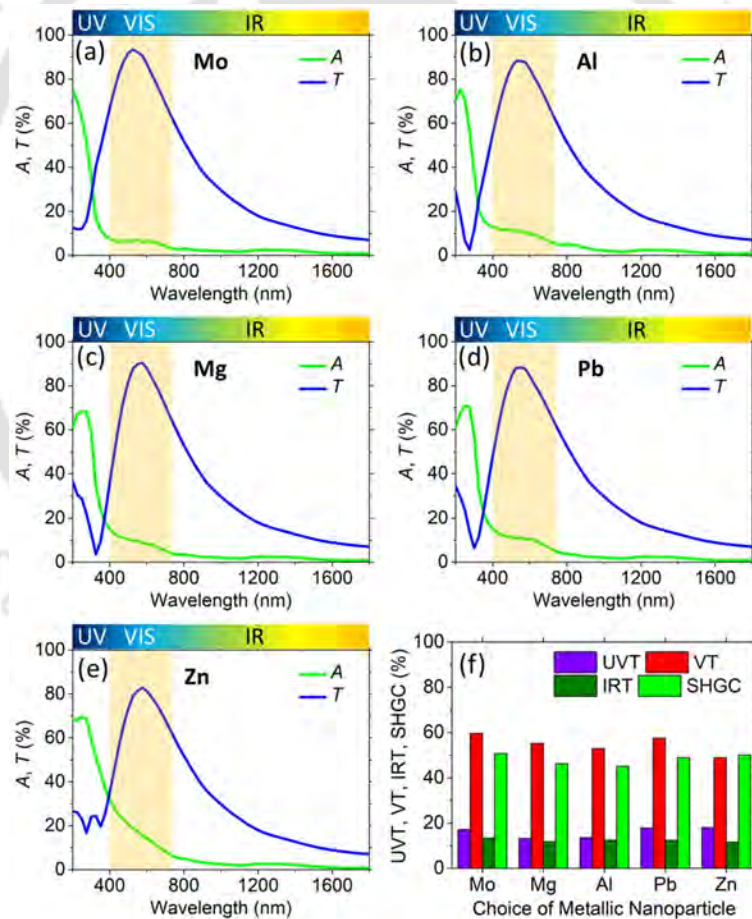 UV VIS IR
UV VIS IR
(a) Mo
A
T
100
80
60
40
20
0
A, T (%)
400 800 1200 1600
Wavelength (nm)
(b) Al
A
T
100
80
60
40
20
0
A, T (%)
400 800 1200 1600
Wavelength (nm)
UV VIS IR
UV VIS IR
(c) Mg
A
T
100
80
60
40
20
0
A, T (%)
400 800 1200 1600
Wavelength (nm)
(d) Pb
A
T
100
80
60
40
20
0
A, T (%)
400 800 1200 1600
Wavelength (nm)
UV VIS IR
(e) Zn
A
T
100
80
60
40
20
0
A, T (%)
400 800 1200 1600
Wavelength (nm)
(f)
UVT VT
IRT SHGC
100
80
60
40
20
0
UVT, VT, IRT, SHGC (%)
Mo Mg Al Pb Zn
Choice of Metallic Nanoparticle